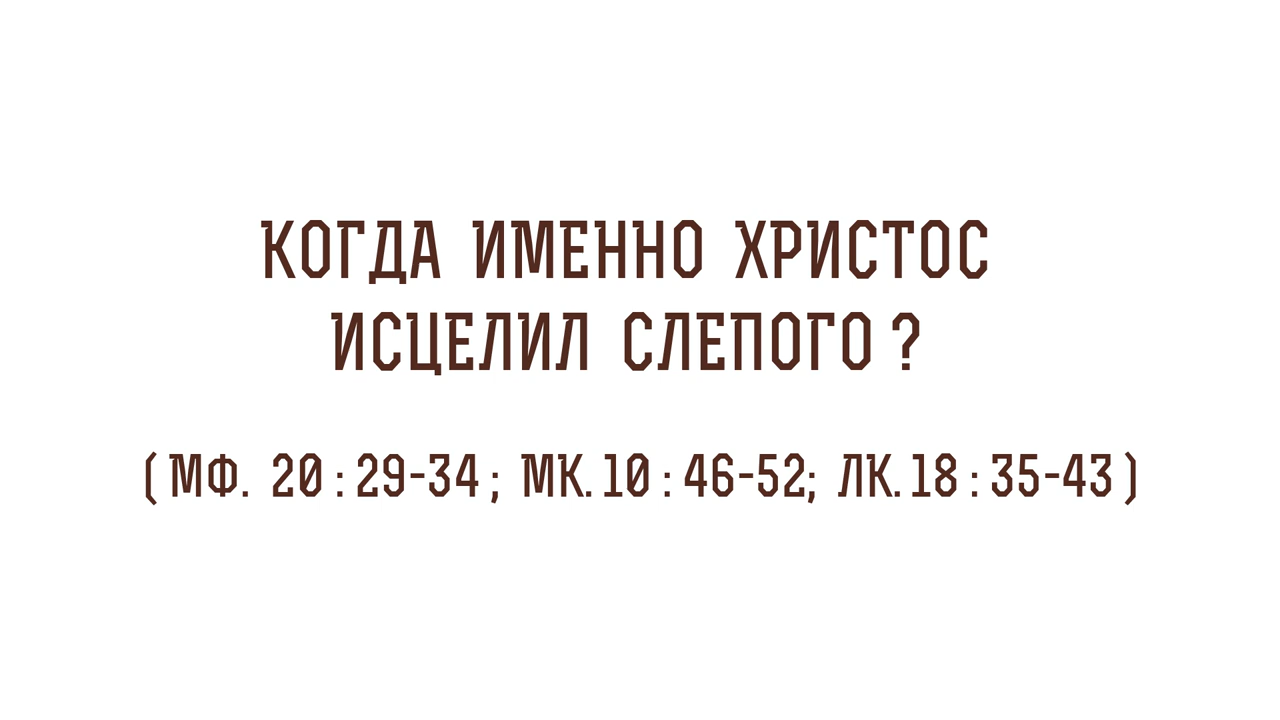 КОГДА ИМЕННО ХРИСТОС
ИСЦЕЛИЛ СЛЕПОГО?
(МФ. 20:29-34; МК.10:46-52; ЛК.18:35-43)